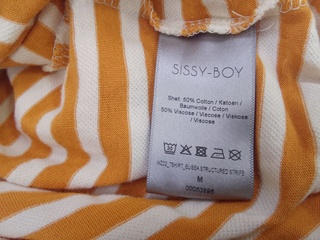 SISSY-BOY
Shell: 50% Cotton / Katoen /
Baumwolle / Coton
50% Viscose / Viscose / Viskose
/ Viscose
M